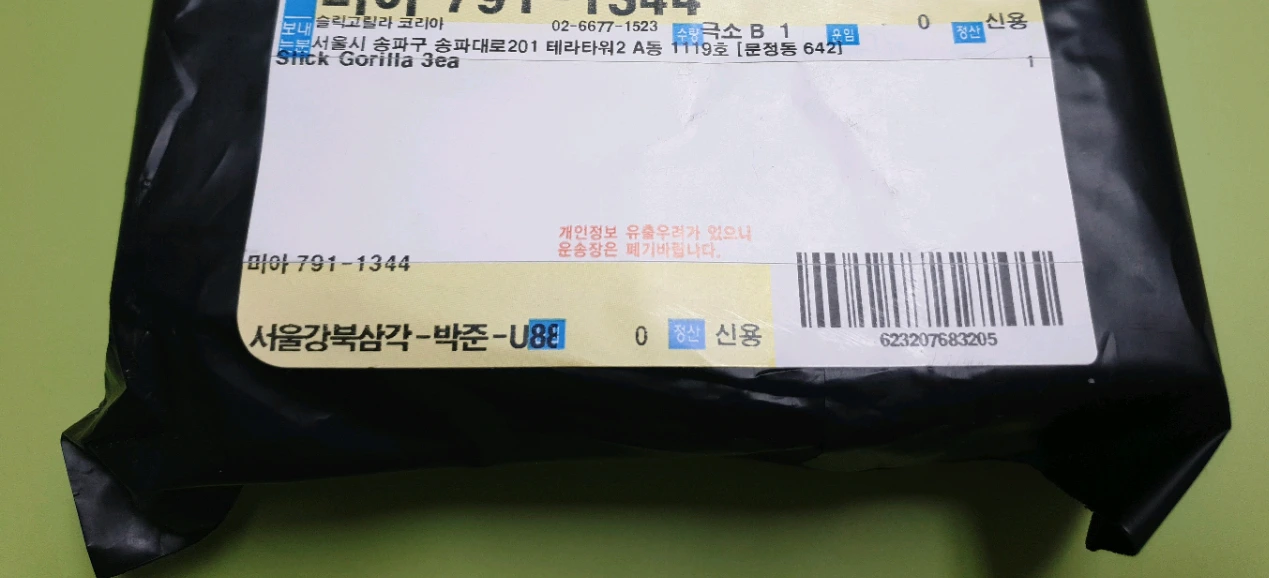 미아 791-1344
보내는분 슬릭고릴라 코리아 02-6677-1523 수량 극소 B 1 운임 0 정산 신용
서울시 송파구 송파대로201 테라타워2 A동 1119호 [문정동 642]
Slick Gorilla 3ea 1
개인정보 유출우려가 있으니
운송장은 폐기바랍니다.
미아 791-1344
서울강북삼각-박준-U88 0 정산 신용
623207683205